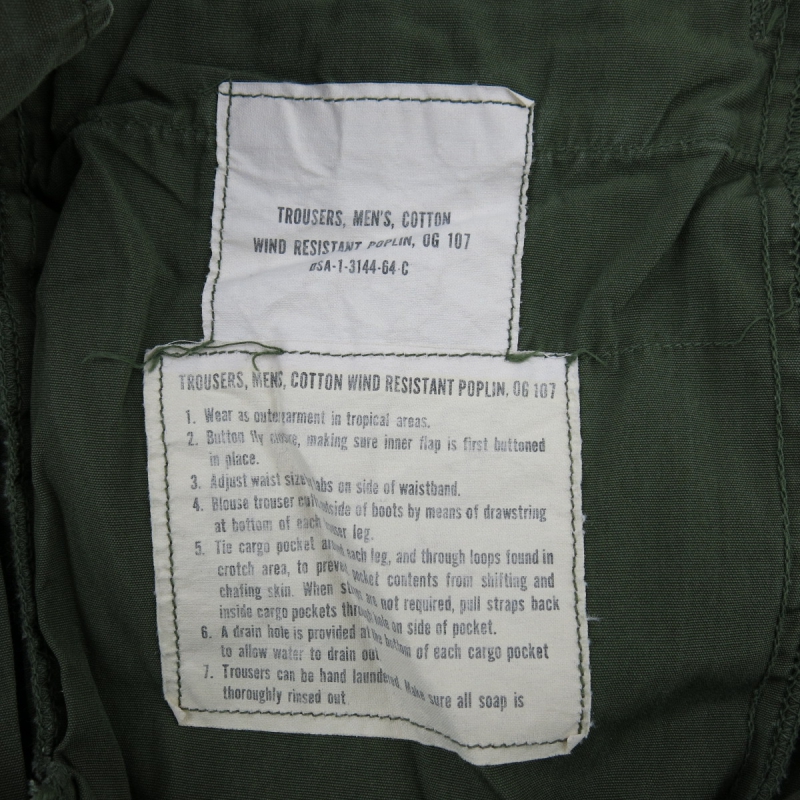 TROUSERS, MEN'S, COTTON
WIND RESISTANT POPLIN, OG 107
DSA-1-3144-64-C
TROUSERS, MENS, COTTON WIND RESISTANT POPLIN, OG 107
1. Wear as outergarment in tropical areas.
2. Button fly closure, making sure inner flap is first buttoned
in place.
3. Adjust waist size tabs on side of waistband.
4. Blouse trouser cuff outside of boots by means of drawstring
at bottom of each trouser leg.
5. Tie cargo pocket around each leg, and through loops found in
crotch area, to prevent pocket contents from shifting and
chafing skin. When straps are not required, pull straps back
inside cargo pockets through hole on side of pocket.
6. A drain hole is provided at the bottom of each cargo pocket
to allow water to drain out
7. Trousers can be hand laundered. Make sure all soap is
thoroughly rinsed out